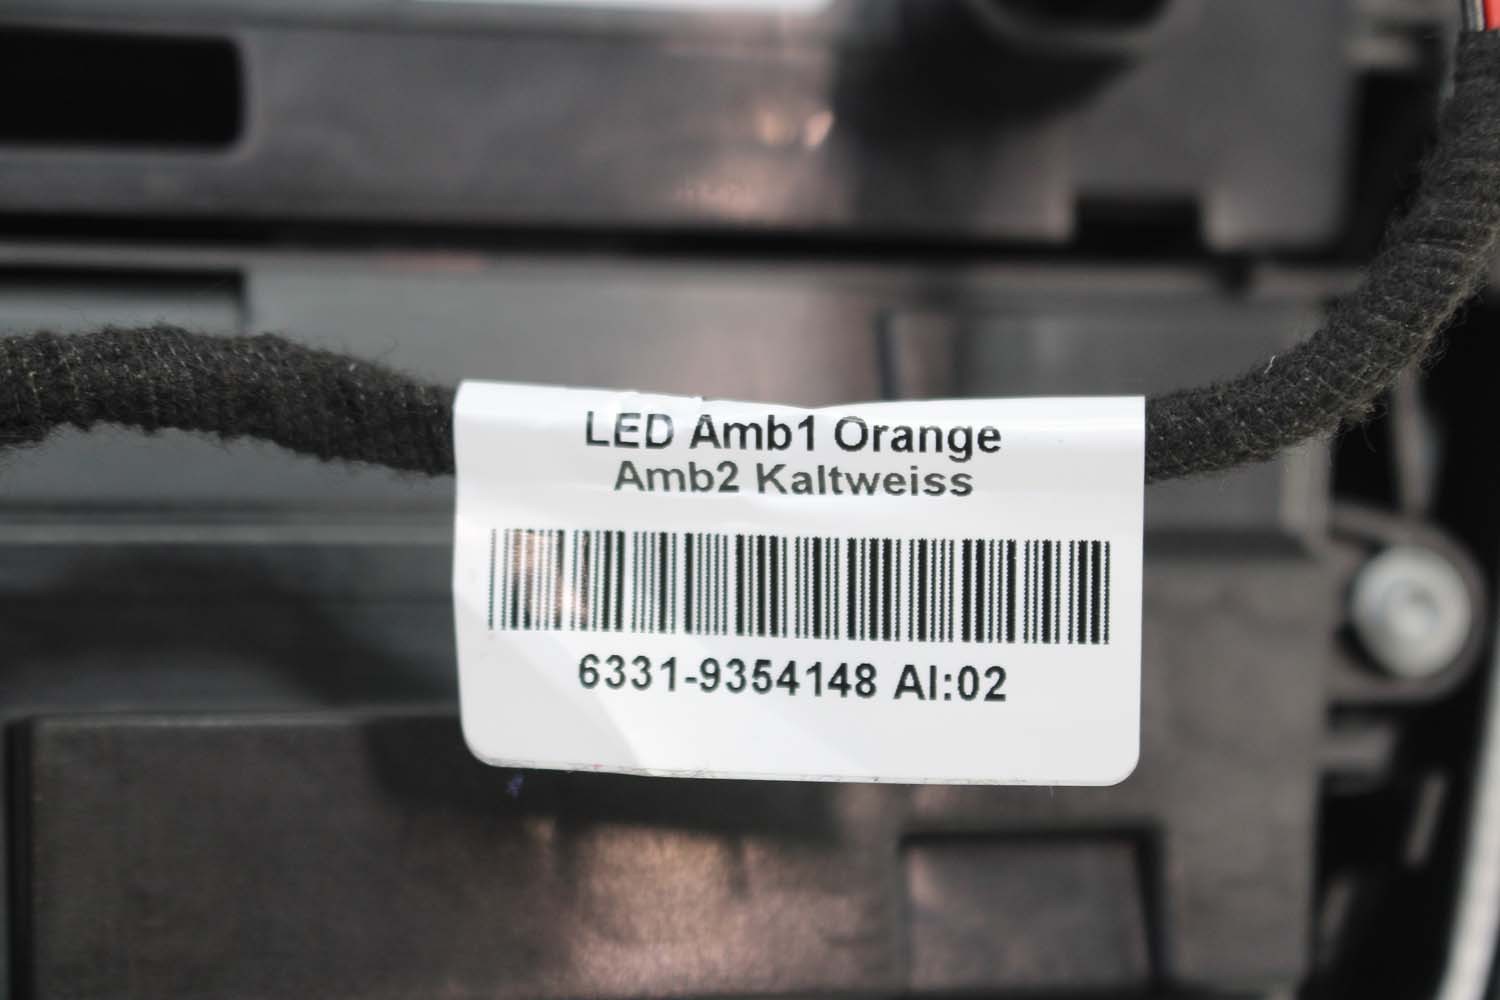 LED Amb1 Orange
Amb2 Kaltweiss
6331-9354148 AI:02